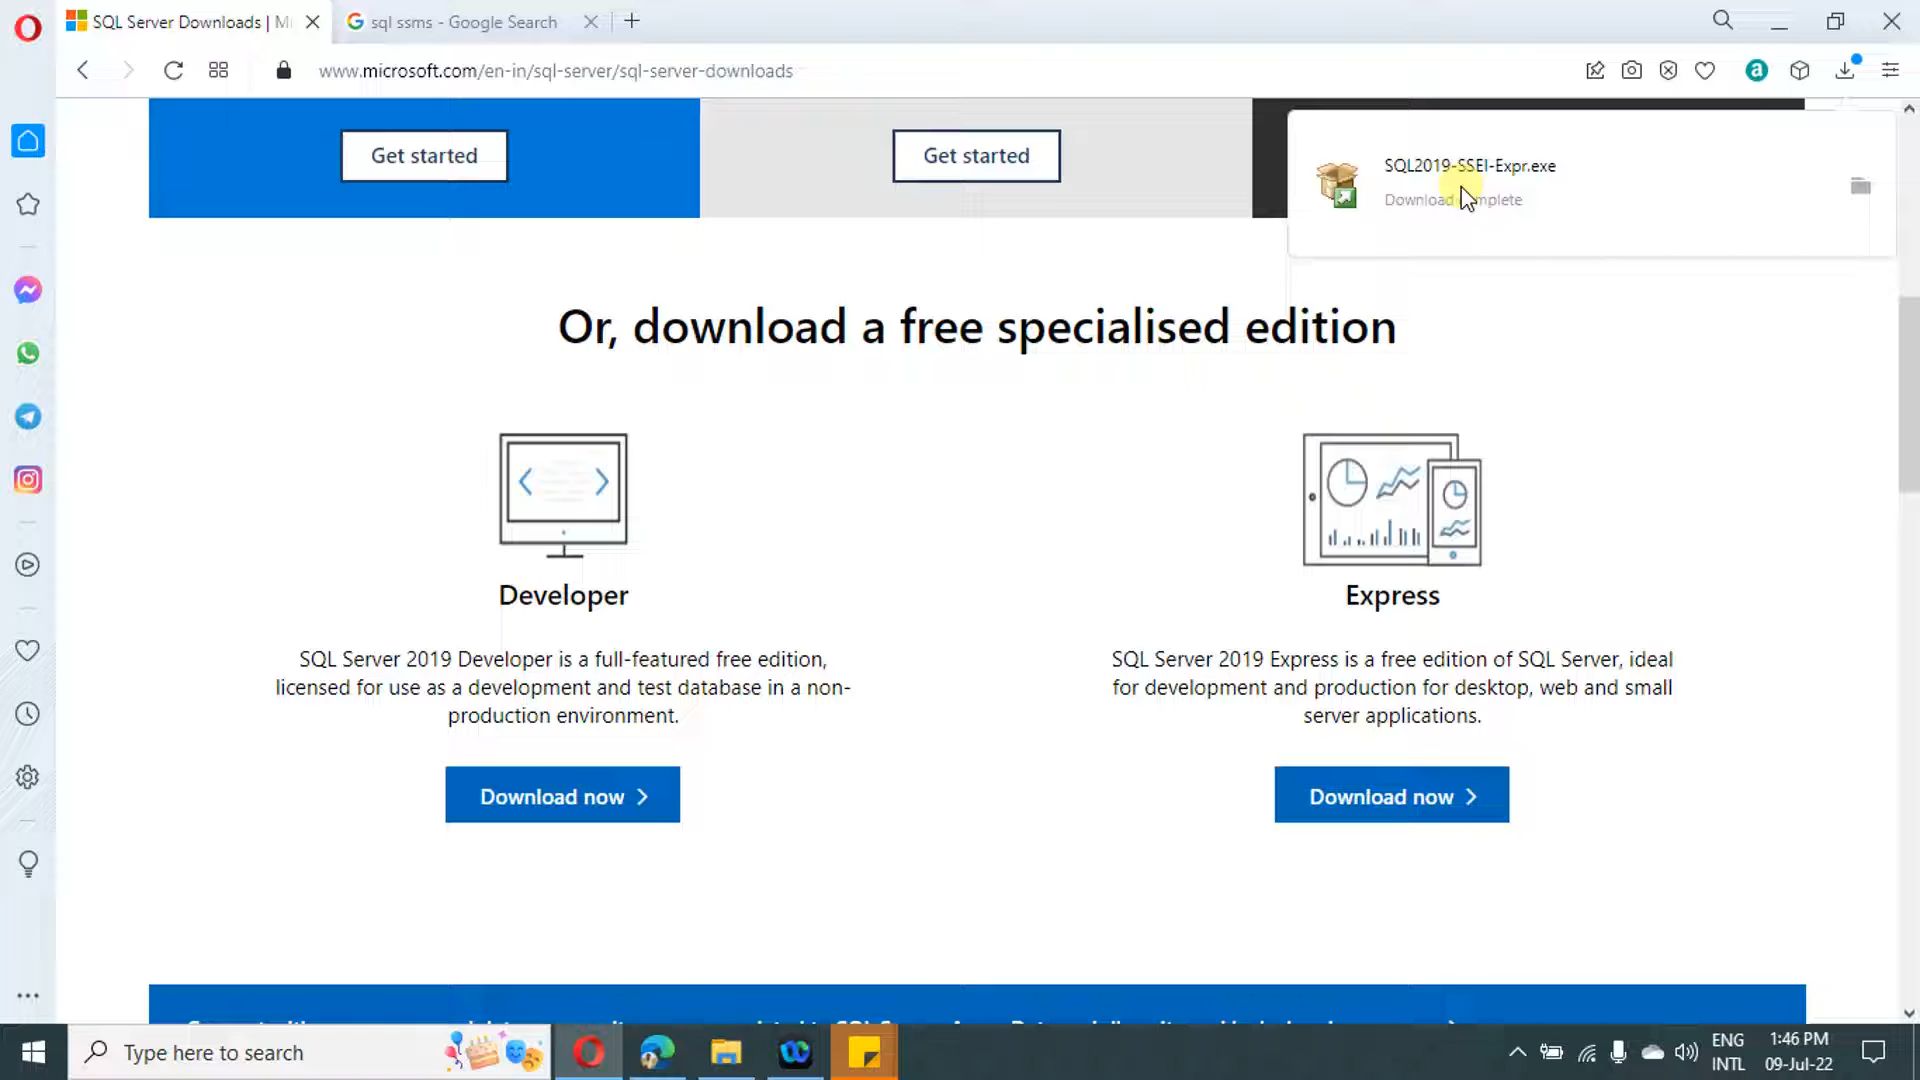 SQL Server Downloads | Mi
sql ssms - Google Search
www.microsoft.com/en-in/sql-server/sql-server-downloads
a
Get started
Get started
SQL2019-SSEI-Expr.exe
Download complete
Or, download a free specialised edition
Developer
SQL Server 2019 Developer is a full-featured free edition,
licensed for use as a development and test database in a non-
production environment.
Download now
Express
SQL Server 2019 Express is a free edition of SQL Server, ideal
for development and production for desktop, web and small
server applications.
Download now
Type here to search
ENG
INTL
1:46 PM
09-Jul-22